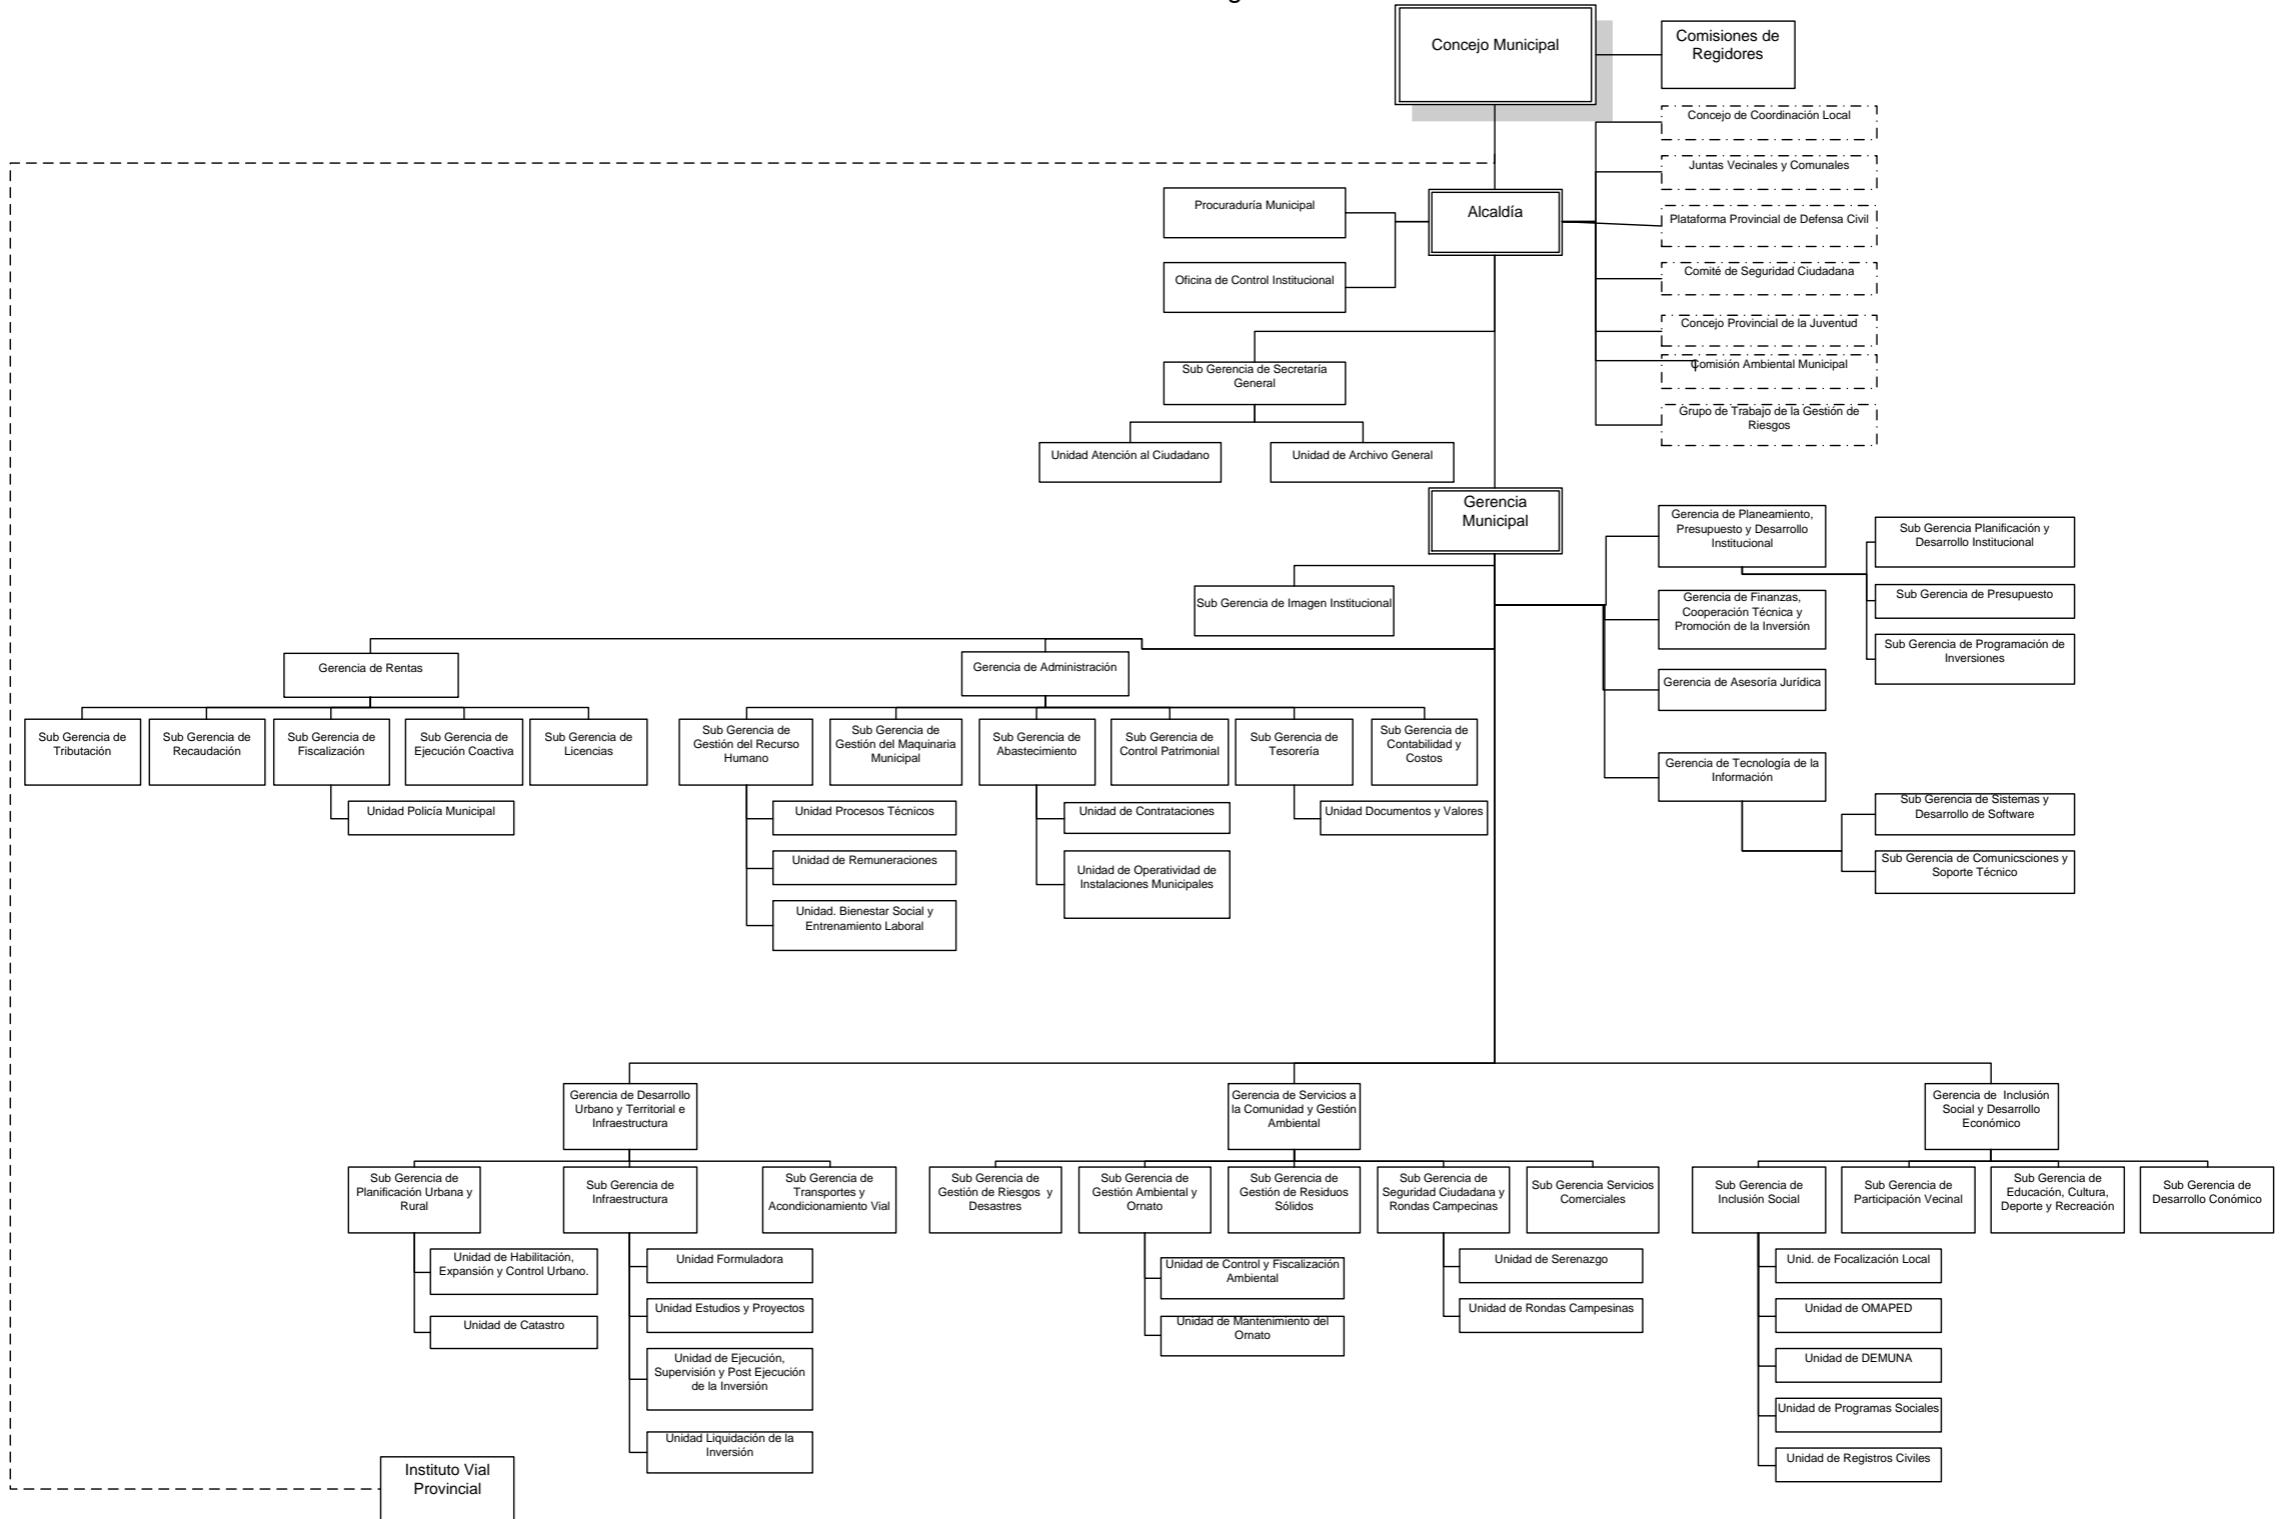 Concejo Municipal
Comisiones de
Regidores
Concejo de Coordinación Local
Juntas Vecinales y Comunales
Plataforma Provincial de Defensa Civil
Comité de Seguridad Ciudadana
Concejo Provincial de la Juventud
Comisión Ambiental Municipal
Grupo de Trabajo de la Gestión de
Riesgos
Procuraduría Municipal
Alcaldía
Oficina de Control Institucional
Sub Gerencia de Secretaría
General
Unidad Atención al Ciudadano
Unidad de Archivo General
Gerencia
Municipal
Gerencia de Planeamiento,
Presupuesto y Desarrollo
Institucional
Sub Gerencia Planificación y
Desarrollo Institucional
Sub Gerencia de Presupuesto
Sub Gerencia de Programación de
Inversiones
Gerencia de Finanzas,
Cooperación Técnica y
Promoción de la Inversión
Gerencia de Asesoría Jurídica
Gerencia de Tecnología de la
Información
Sub Gerencia de Sistemas y
Desarrollo de Software
Sub Gerencia de Comunicsciones y
Soporte Técnico
Sub Gerencia de Imagen Institucional
Gerencia de Rentas
Gerencia de Administración
Sub Gerencia de
Tributación
Sub Gerencia de
Recaudación
Sub Gerencia de
Fiscalización
Sub Gerencia de
Ejecución Coactiva
Sub Gerencia de
Licencias
Unidad Policía Municipal
Sub Gerencia de
Gestión del Recurso
Humano
Sub Gerencia de
Gestión del Maquinaria
Municipal
Sub Gerencia de
Abastecimiento
Sub Gerencia de
Control Patrimonial
Sub Gerencia de
Tesorería
Sub Gerencia de
Contabilidad y
Costos
Unidad Procesos Técnicos
Unidad de Remuneraciones
Unidad. Bienestar Social y
Entrenamiento Laboral
Unidad de Contrataciones
Unidad de Operatividad de
Instalaciones Municipales
Unidad Documentos y Valores
Gerencia de Desarrollo
Urbano y Territorial e
Infraestructura
Gerencia de Servicios a
la Comunidad y Gestión
Ambiental
Gerencia de Inclusión
Social y Desarrollo
Económico
Sub Gerencia de
Planificación Urbana y
Rural
Sub Gerencia de
Infraestructura
Sub Gerencia de
Transportes y
Acondicionamiento Vial
Sub Gerencia de
Gestión de Riesgos y
Desastres
Sub Gerencia de
Gestión Ambiental y
Ornato
Sub Gerencia de
Gestión de Residuos
Sólidos
Sub Gerencia de
Seguridad Ciudadana y
Rondas Campecinas
Sub Gerencia Servicios
Comerciales
Sub Gerencia de
Inclusión Social
Sub Gerencia de
Participación Vecinal
Sub Gerencia de
Educación, Cultura,
Deporte y Recreación
Sub Gerencia de
Desarrollo Conómico
Unidad de Habilitación,
Expansión y Control Urbano.
Unidad de Catastro
Unidad Formuladora
Unidad Estudios y Proyectos
Unidad de Ejecución,
Supervisión y Post Ejecución
de la Inversión
Unidad Liquidación de la
Inversión
Unidad de Control y Fiscalización
Ambiental
Unidad de Mantenimiento del
Ornato
Unidad de Serenazgo
Unidad de Rondas Campesinas
Unid. de Focalización Local
Unidad de OMAPED
Unidad de DEMUNA
Unidad de Programas Sociales
Unidad de Registros Civiles
Instituto Vial
Provincial